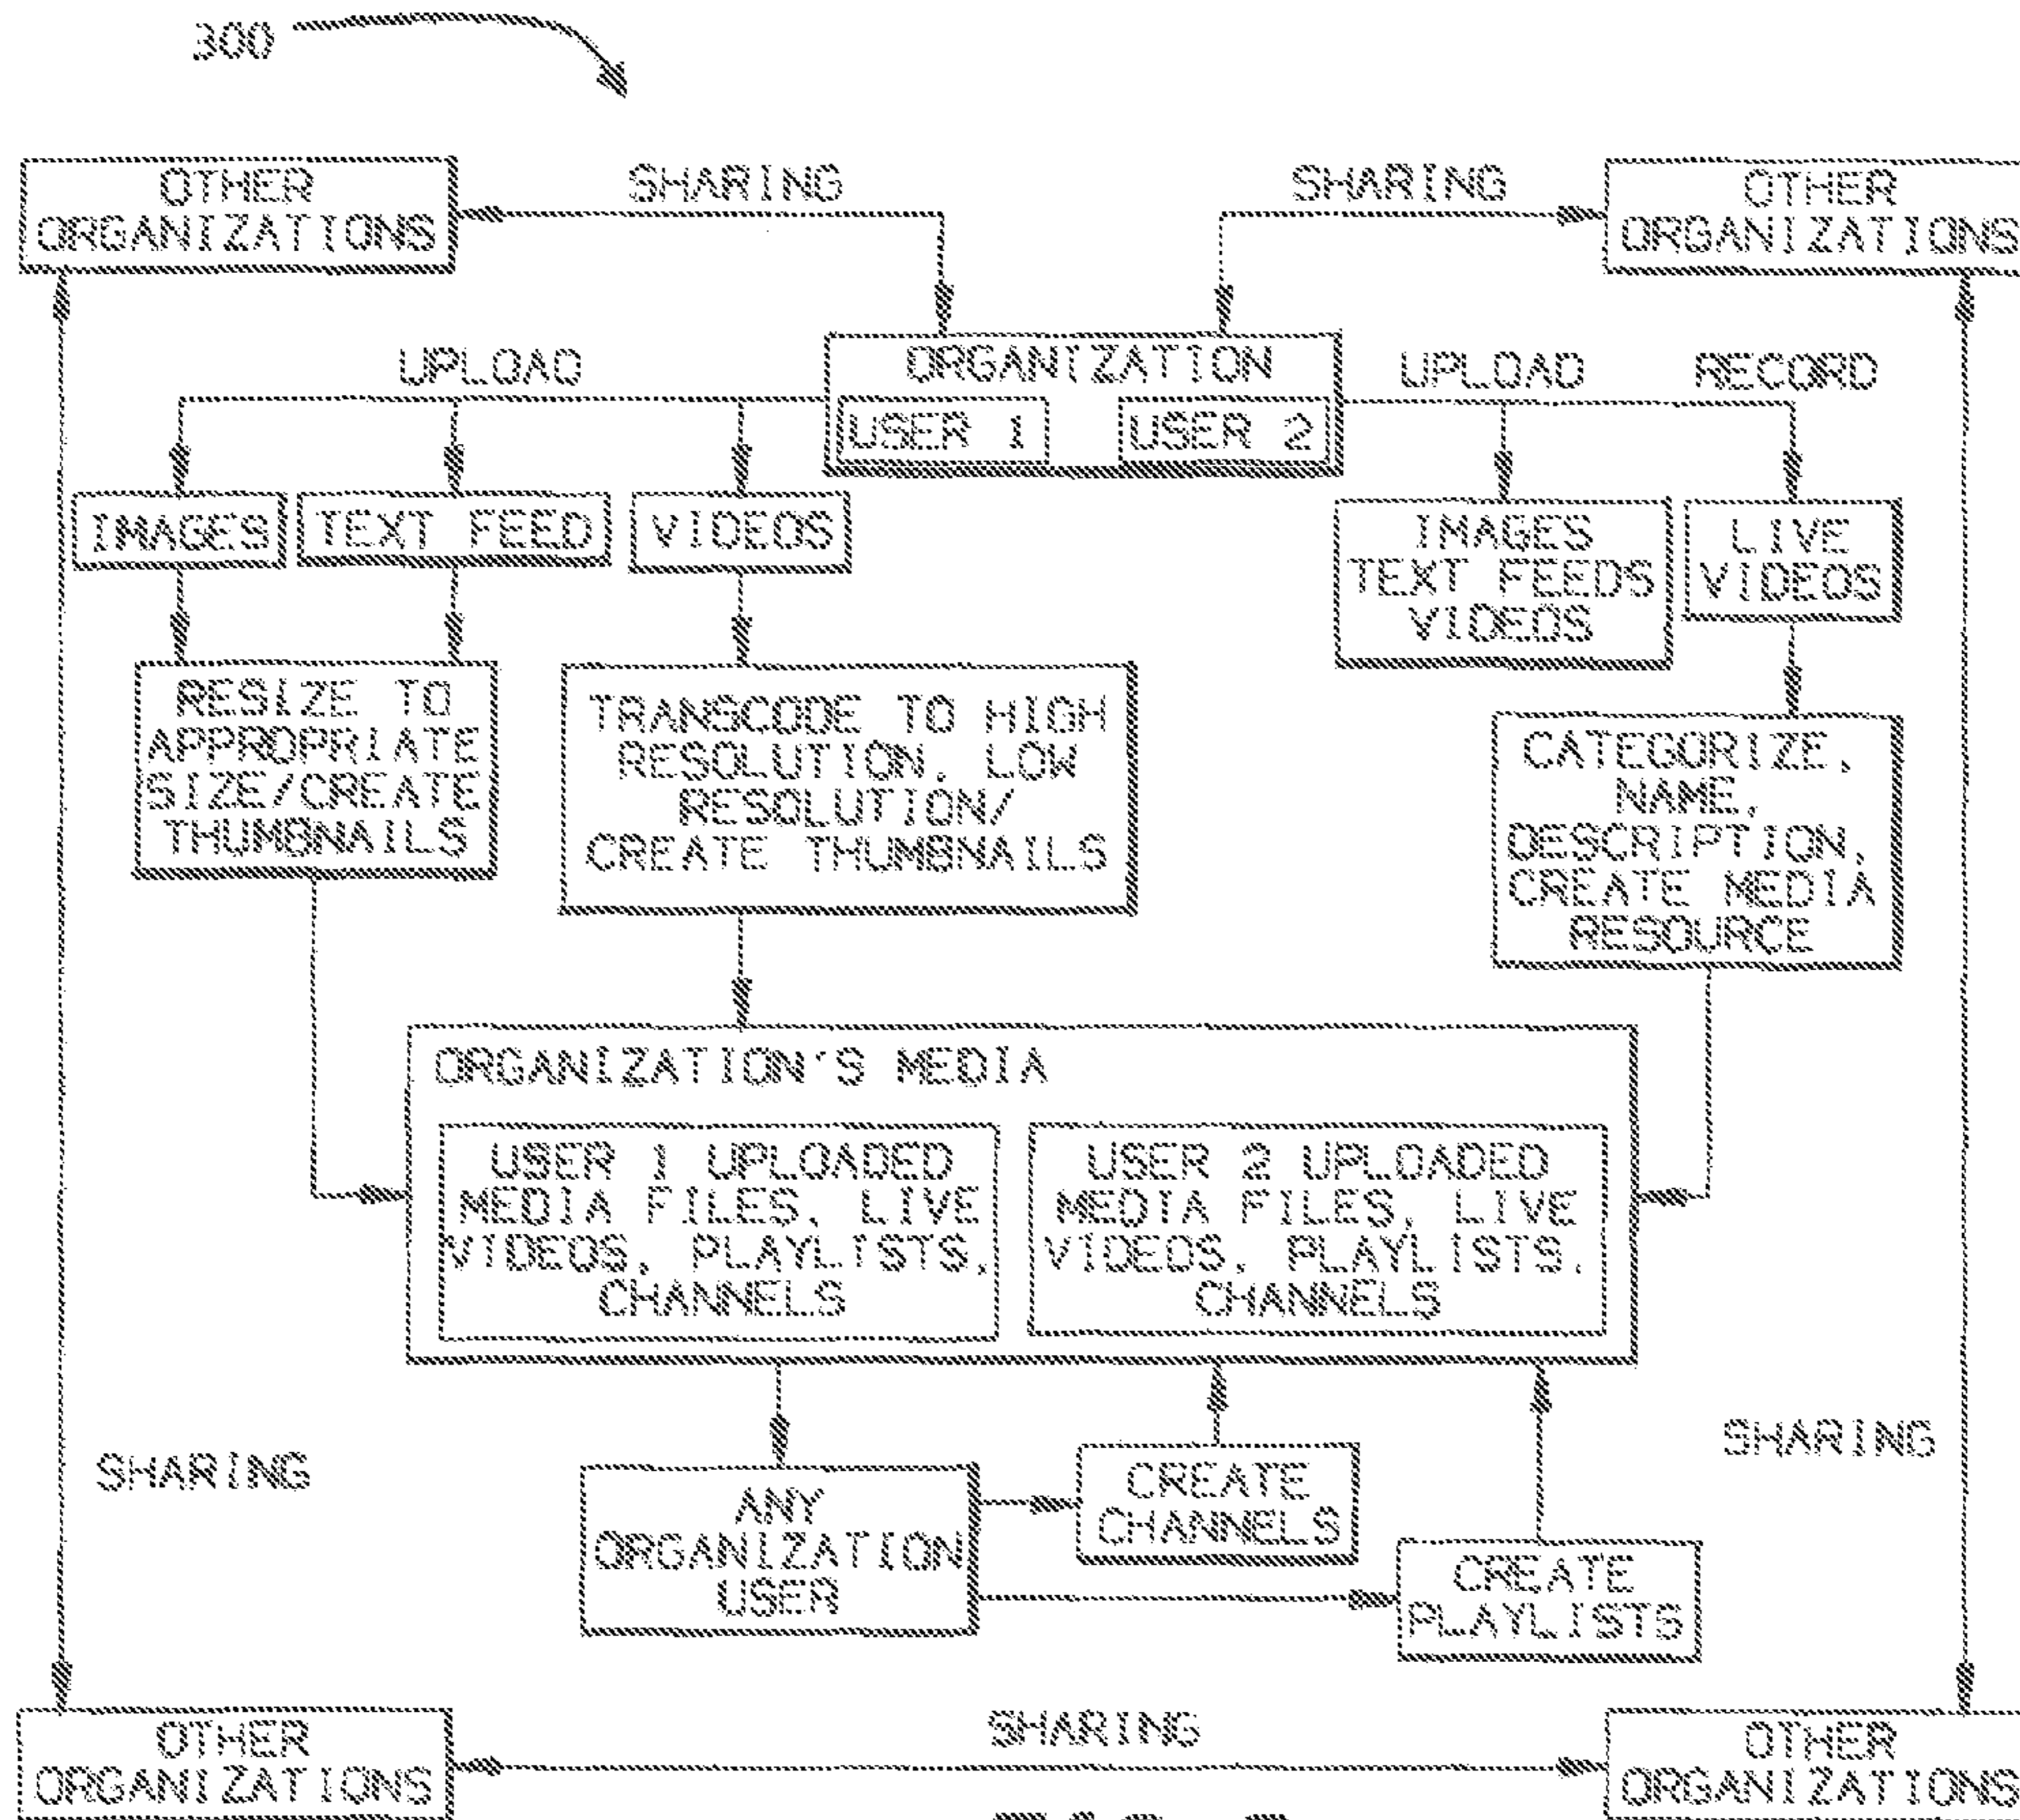 300
OTHER
ORGANIZATIONS
SHARING
SHARING
OTHER
ORGANIZATIONS
UPLOAD
ORGANIZATION
USER 1
USER 2
UPLOAD
RECORD
IMAGES
TEXT FEED
VIDEOS
IMAGES
TEXT FEEDS
VIDEOS
LIVE
VIDEOS
RESIZE TO
APPROPRIATE
SIZE/CREATE
THUMBNAILS
TRANSCODE TO HIGH
RESOLUTION, LOW
RESOLUTION/
CREATE THUMBNAILS
CATEGORIZE,
NAME,
DESCRIPTION,
CREATE MEDIA
RESOURCE
ORGANIZATION'S MEDIA
USER 1 UPLOADED
MEDIA FILES, LIVE
VIDEOS, PLAYLISTS,
CHANNELS
USER 2 UPLOADED
MEDIA FILES, LIVE
VIDEOS, PLAYLISTS,
CHANNELS
SHARING
ANY
ORGANIZATION
USER
CREATE
CHANNELS
CREATE
PLAYLISTS
SHARING
OTHER
ORGANIZATIONS
SHARING
OTHER
ORGANIZATIONS